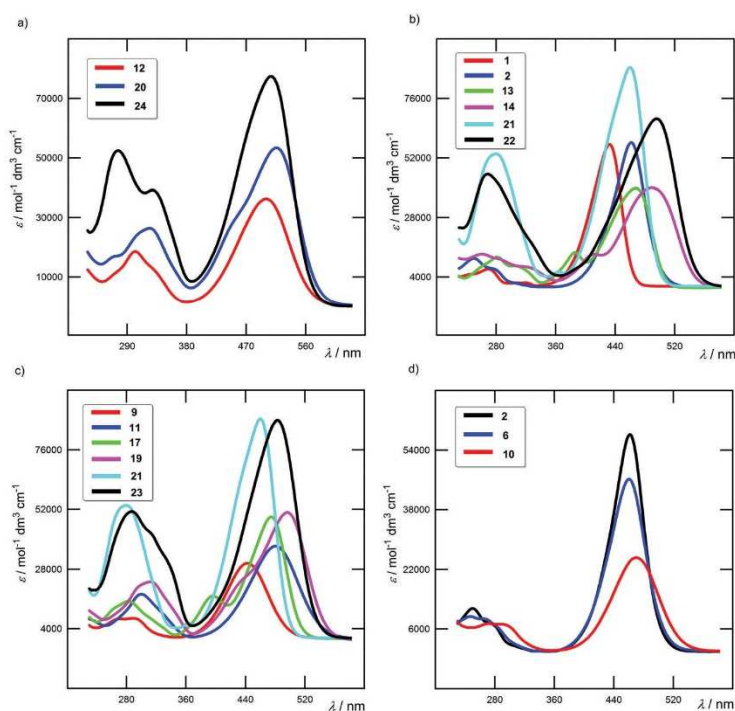 a)
12
20
24
70000
50000
30000
10000
ε / mol⁻¹ dm³ cm⁻¹
290 380 470 560
λ / nm
b)
1
2
13
14
21
22
76000
52000
28000
4000
ε / mol⁻¹ dm³ cm⁻¹
280 360 440 520
λ / nm
c)
9
11
17
19
21
23
76000
52000
28000
4000
ε / mol⁻¹ dm³ cm⁻¹
280 360 440 520
λ / nm
d)
2
6
10
54000
38000
22000
6000
ε / mol⁻¹ dm³ cm⁻¹
280 360 440 520
λ / nm